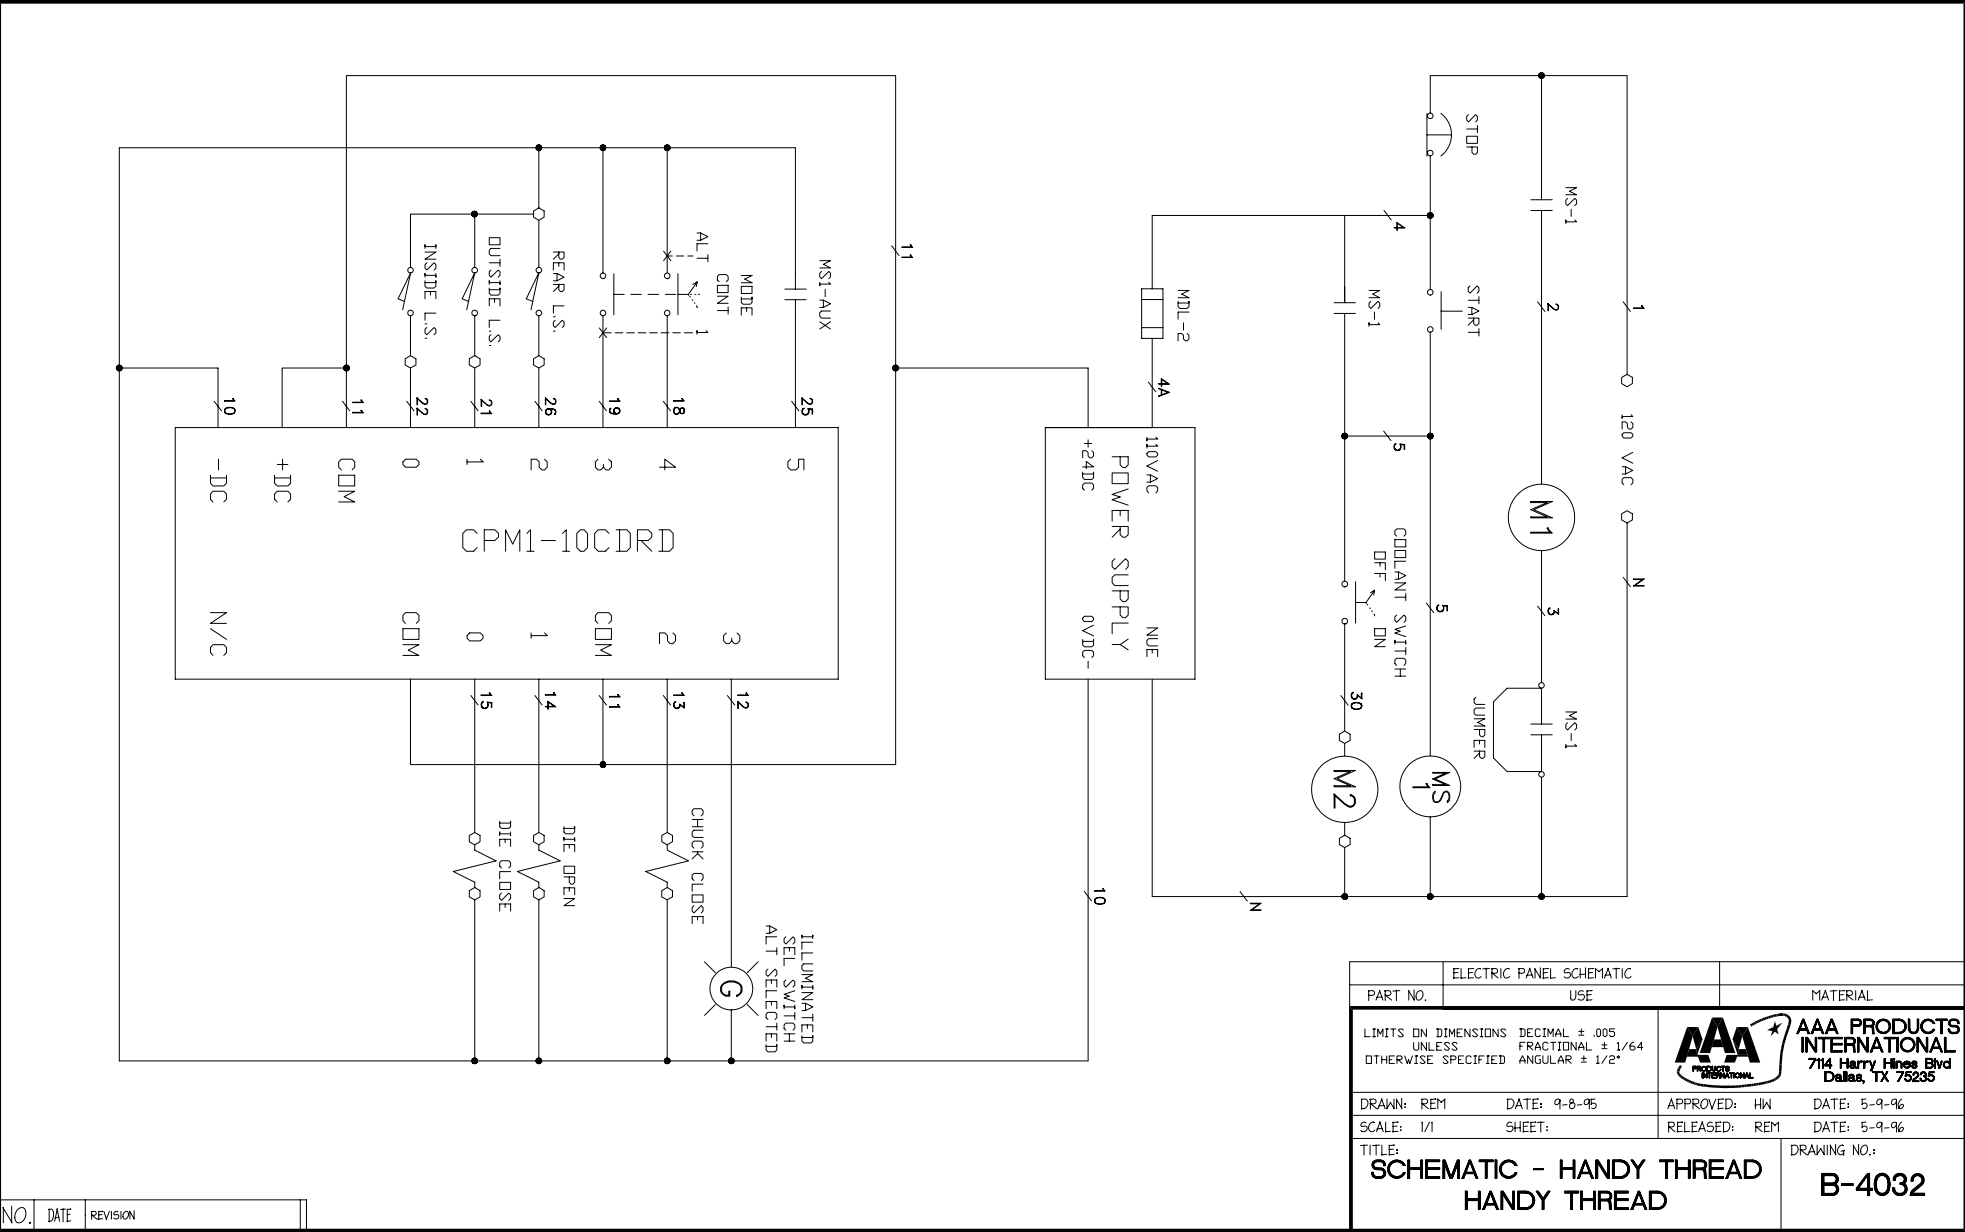 STOP
MS-1
4
11
ALT
CONT
MODE
MS1-AUX
INSIDE L.S.
OUTSIDE L.S.
REAR L.S.
1
MDL-2
MS-1
START
2
1
4A
10
11
22
21
26
19
18
25
120 VAC
5
-DC
+DC
COM
0
1
2
3
4
5
110VAC
+24DC
POWER SUPPLY
NUE
0VDC-
CPM1-10CDRD
M1
COOLANT SWITCH
OFF
ON
N
5
3
N/C
COM
0
1
COM
2
3
15
14
11
13
12
30
JUMPER
MS-1
M2
MS
1
DIE CLOSE
DIE OPEN
CHUCK CLOSE
10
N
ILLUMINATED
SEL SWITCH
ALT SELECTED
G
ELECTRIC PANEL SCHEMATIC
PART NO. USE MATERIAL
LIMITS ON DIMENSIONS DECIMAL ± .005
UNLESS FRACTIONAL ± 1/64
OTHERWISE SPECIFIED ANGULAR ± 1/2°
AAA
PRODUCTS
INTERNATIONAL
AAA PRODUCTS
INTERNATIONAL
7114 Harry Hines Blvd
Dallas, TX 75235
DRAWN: REM DATE: 9-8-95 APPROVED: HW DATE: 5-9-96
SCALE: 1/1 SHEET: RELEASED: REM DATE: 5-9-96
TITLE:
SCHEMATIC - HANDY THREAD
HANDY THREAD
DRAWING NO.:
B-4032
NO. DATE REVISION